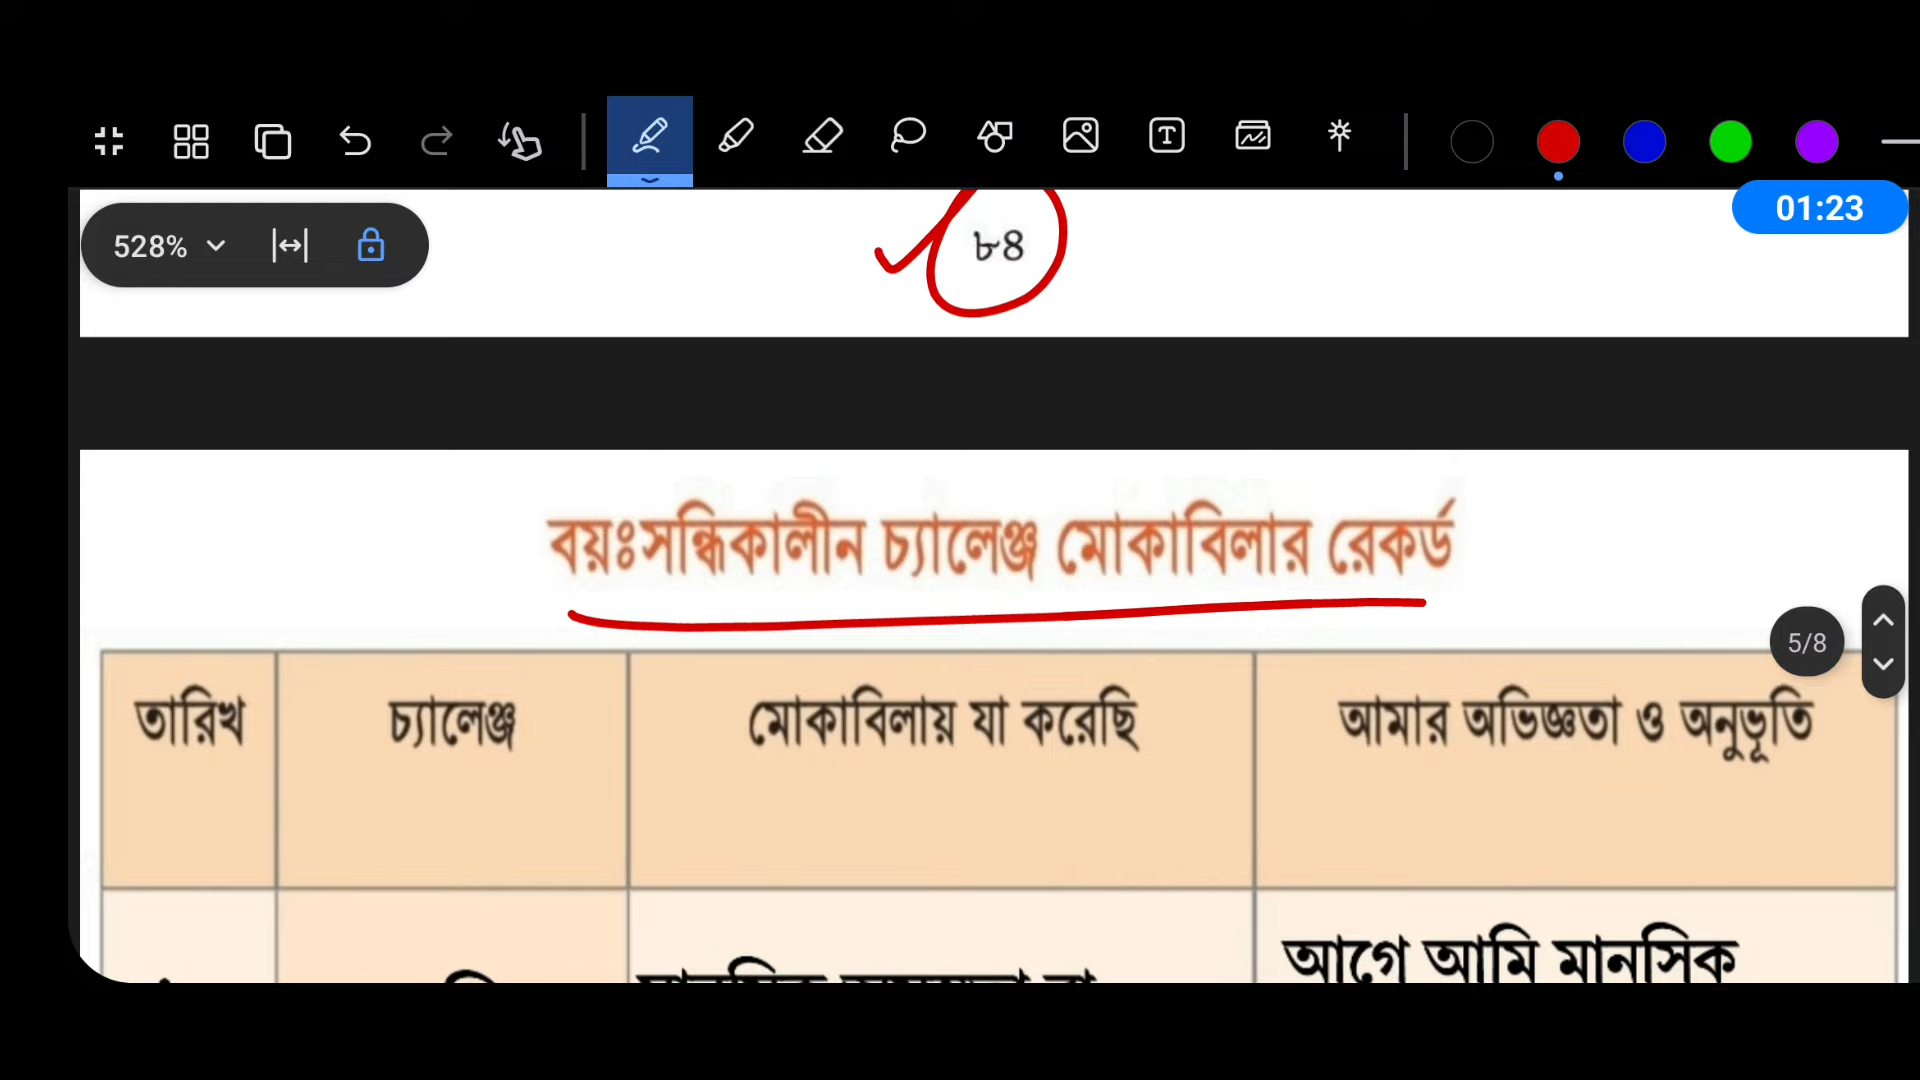 528%
01:23
৮৪
বয়ঃসন্ধিকালীন চ্যালেঞ্জ মোকাবিলার রেকর্ড
5/8
তারিখ চ্যালেঞ্জ মোকাবিলায় যা করেছি আমার অভিজ্ঞতা ও অনুভূতি
আগে আমি মানসিক